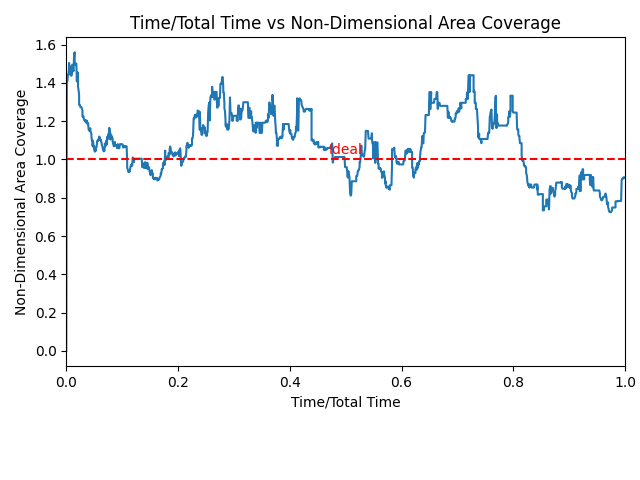 Time/Total Time vs Non-Dimensional Area Coverage
Non-Dimensional Area Coverage
1.6
1.4
1.2
1.0
0.8
0.6
0.4
0.2
0.0
Ideal
0.0 0.2 0.4 0.6 0.8 1.0
Time/Total Time